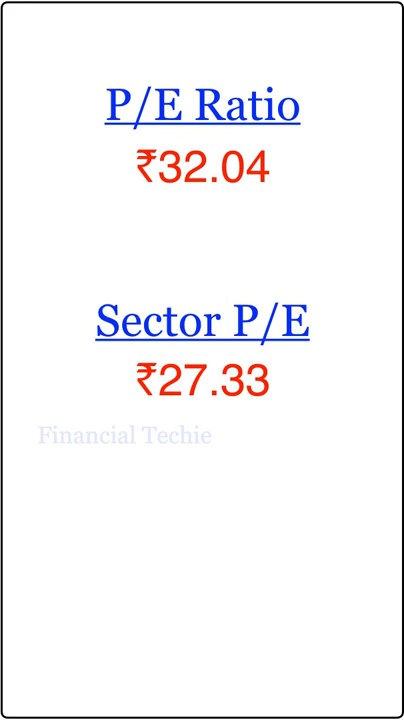 P/E Ratio
₹32.04
Sector P/E
₹27.33
Financial Techie